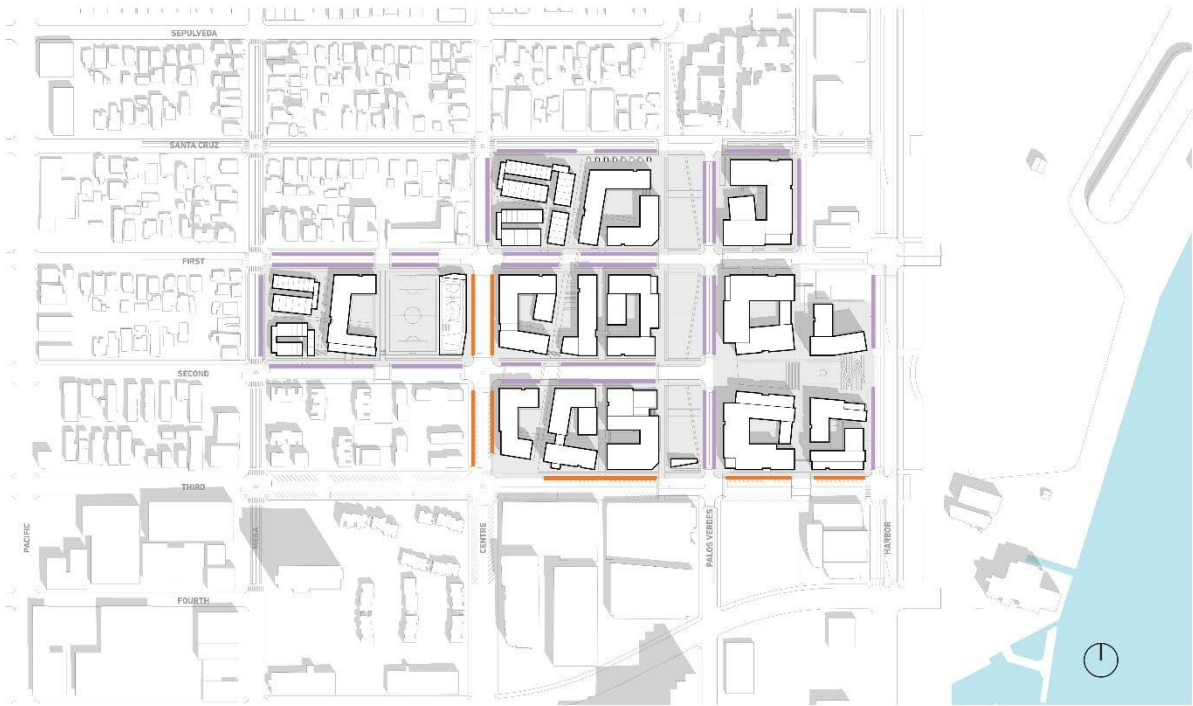 SEPULVEDA
SANTA CRUZ
FIRST
SECOND
THIRD
PACIFIC
MESA
CENTRE
PALOS VERDES
HARBOR
FOURTH